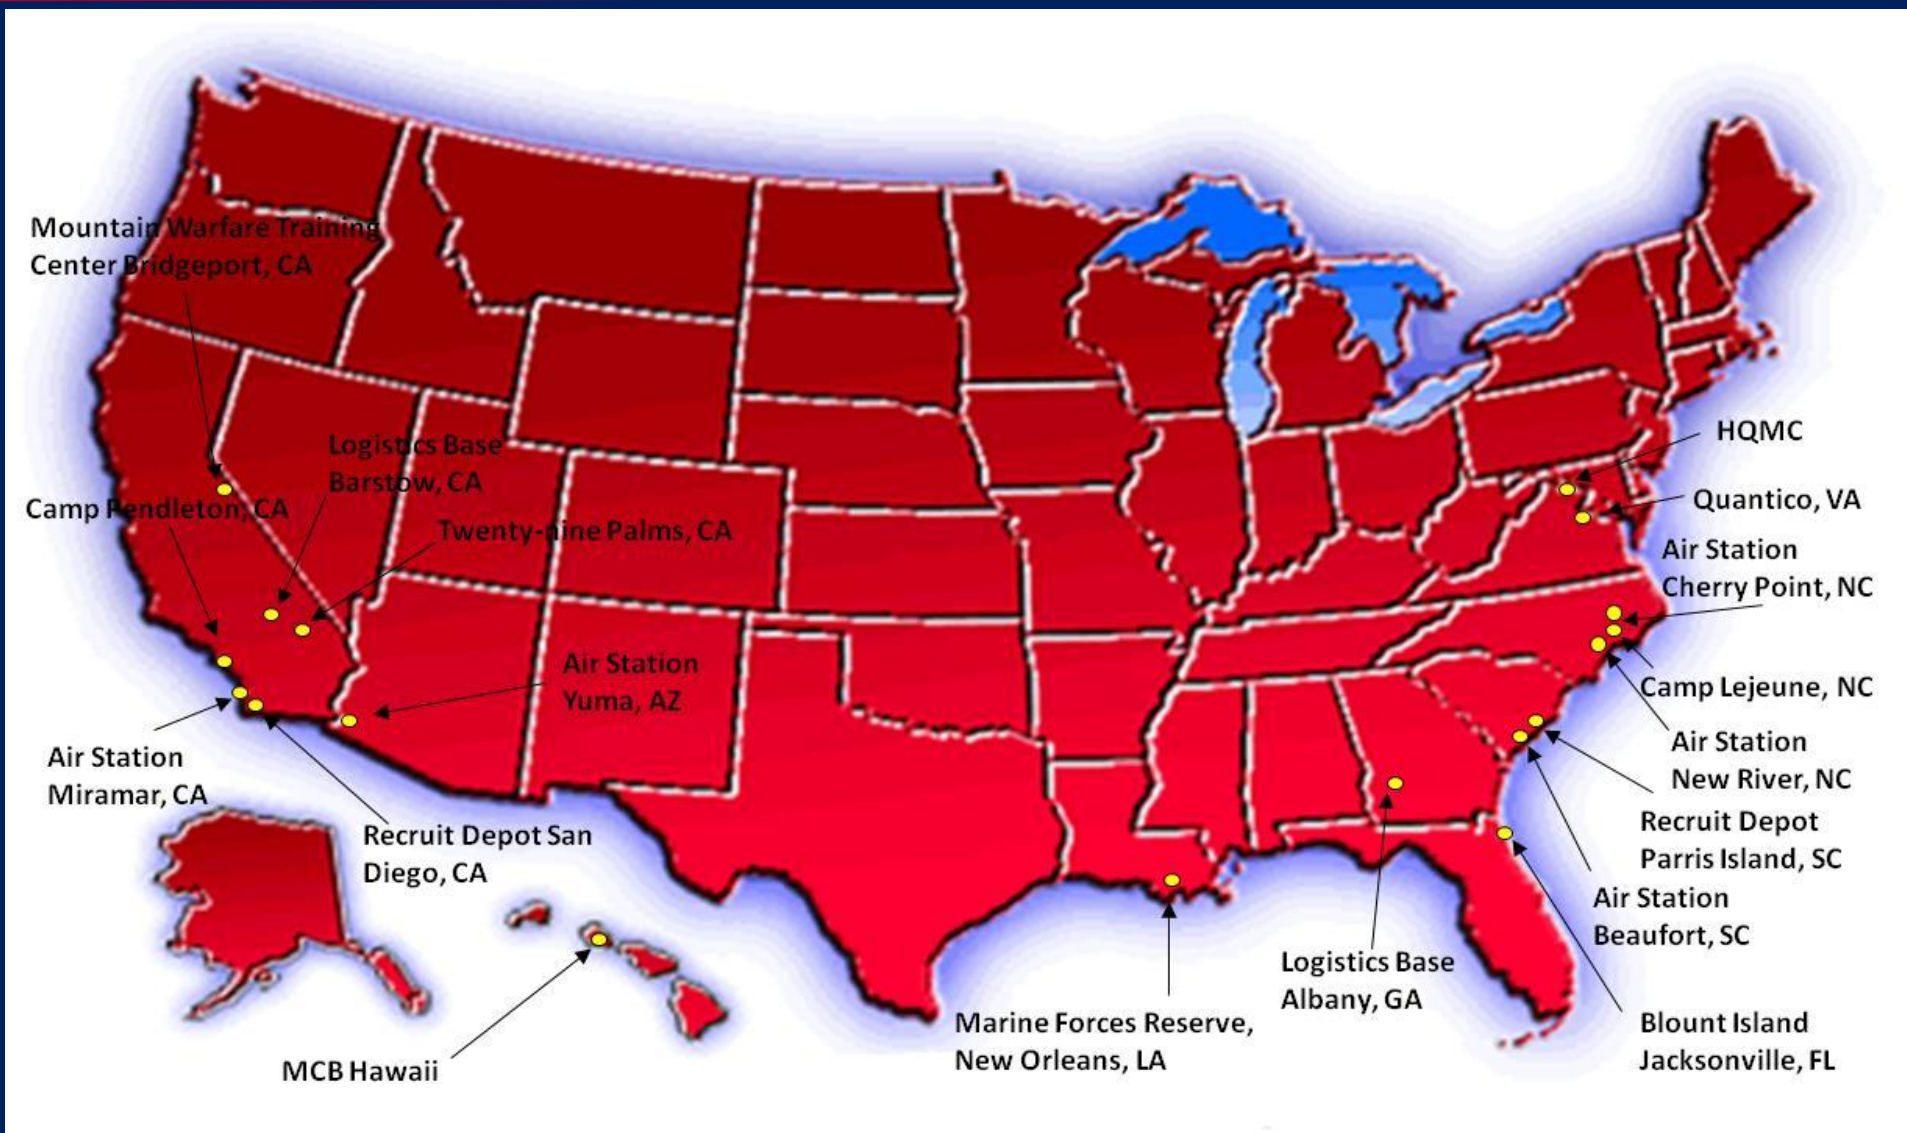 Mountain Warfare Training
Center Bridgeport, CA
Logistics Base
Barstow, CA
Camp Pendleton, CA
Twenty-nine Palms, CA
Air Station
Yuma, AZ
Air Station
Miramar, CA
Recruit Depot San
Diego, CA
MCB Hawaii
Marine Forces Reserve,
New Orleans, LA
Logistics Base
Albany, GA
HQMC
Quantico, VA
Air Station
Cherry Point, NC
Camp Lejeune, NC
Air Station
New River, NC
Recruit Depot
Parris Island, SC
Air Station
Beaufort, SC
Blount Island
Jacksonville, FL